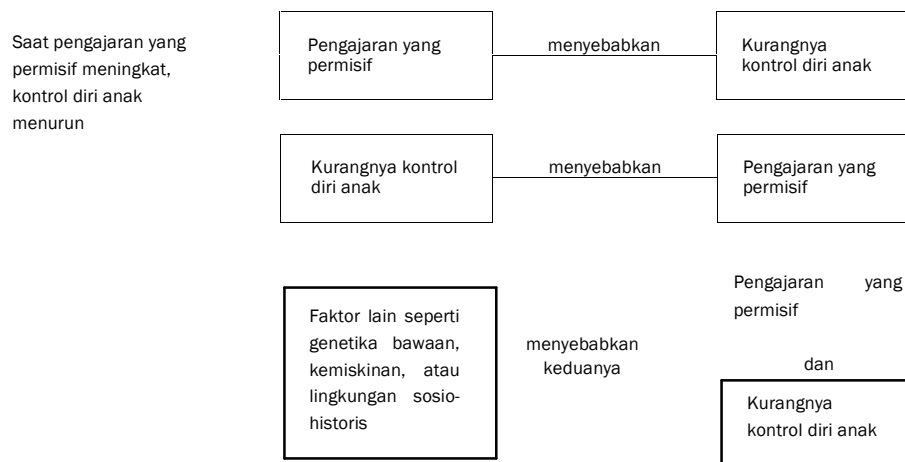 Saat pengajaran yang
permisif meningkat,
kontrol diri anak
menurun
Pengajaran yang
permisif
menyebabkan
Kurangnya
kontrol diri anak
Kurangnya kontrol
diri anak
menyebabkan
Pengajaran yang
permisif
Faktor lain seperti
genetika bawaan,
kemiskinan, atau
lingkungan sosio-
historis
menyebabkan
keduanya
Pengajaran yang
permisif
dan
Kurangnya
kontrol diri anak